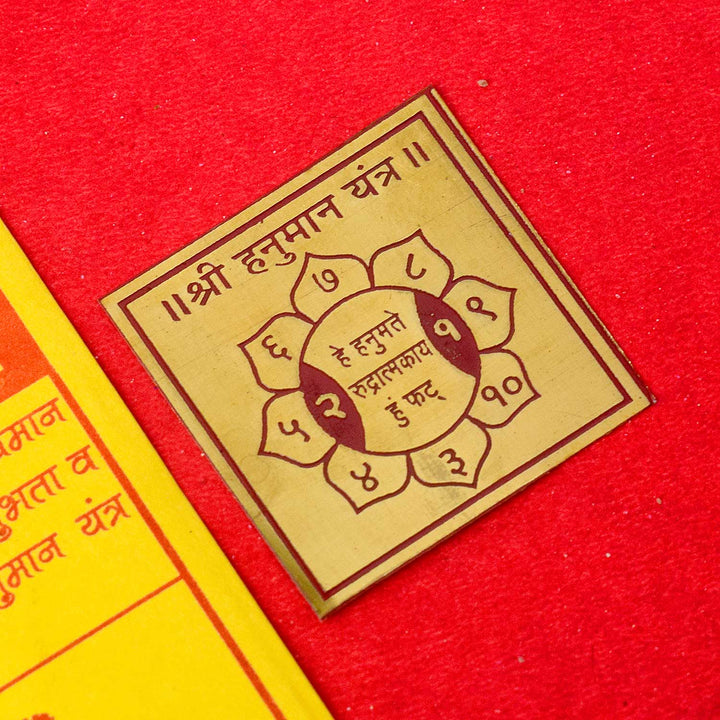 ॥श्री हनुमान यंत्र॥
७ ८
६ ९
हे हनुमते
रुद्रात्मकाय
हुं फट्
२ १
५ १०
४ ३
व
यंत्र